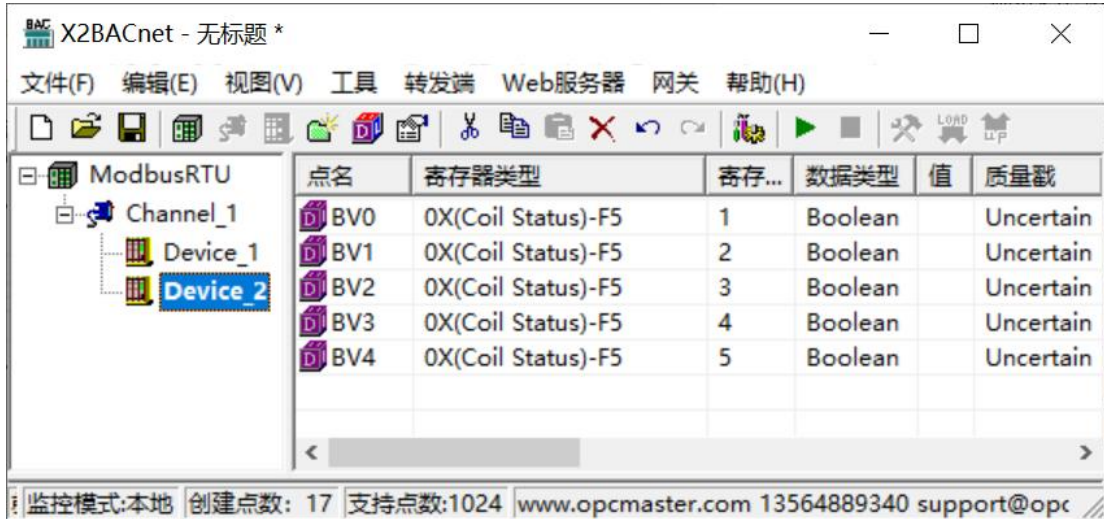 BAC X2BACnet - 无标题 *
文件(F) 编辑(E) 视图(V) 工具 转发端 Web服务器 网关 帮助(H)
LOAD UP
ModbusRTU
Channel_1
Device_1
Device_2
点名 寄存器类型 寄存... 数据类型 值 质量戳
BV0 0X(Coil Status)-F5 1 Boolean Uncertain
BV1 0X(Coil Status)-F5 2 Boolean Uncertain
BV2 0X(Coil Status)-F5 3 Boolean Uncertain
BV3 0X(Coil Status)-F5 4 Boolean Uncertain
BV4 0X(Coil Status)-F5 5 Boolean Uncertain
监控模式:本地 创建点数: 17 支持点数:1024 www.opcmaster.com 13564889340 support@opc